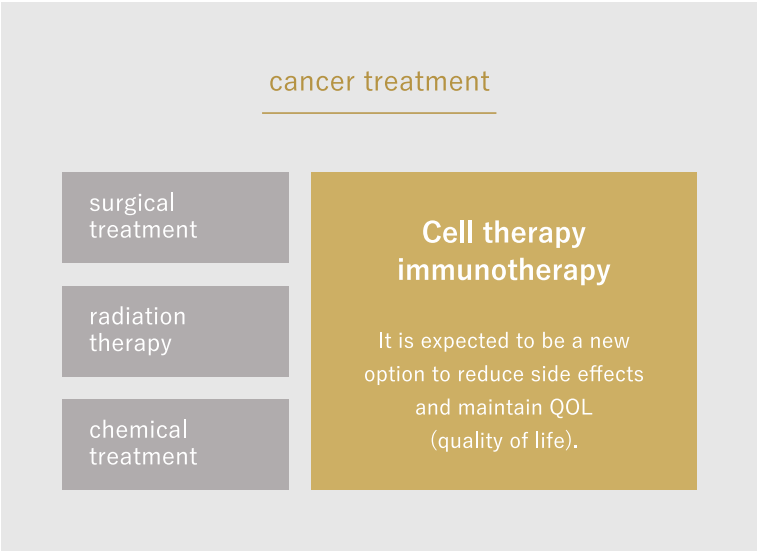 cancer treatment
surgical
treatment
radiation
therapy
chemical
treatment
Cell therapy
immunotherapy
It is expected to be a new
option to reduce side effects
and maintain QOL
(quality of life).